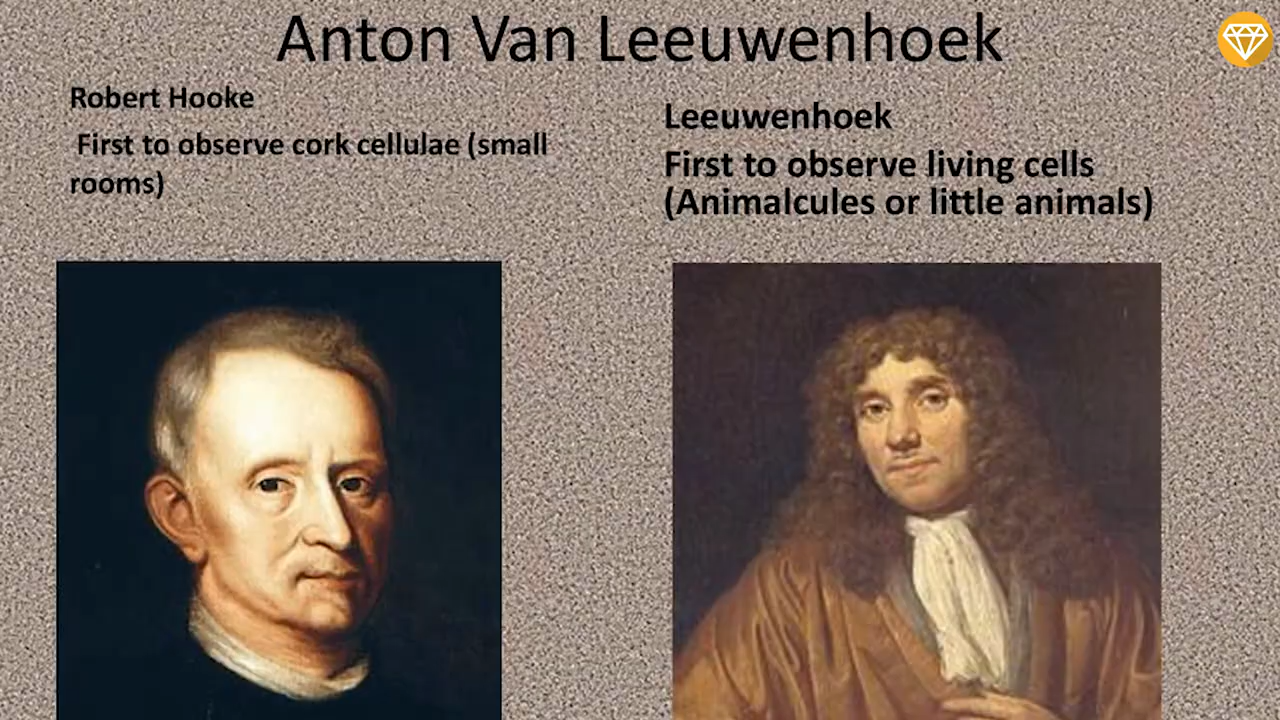 Anton Van Leeuwenhoek
Robert Hooke
First to observe cork cellulae (small
rooms)
Leeuwenhoek
First to observe living cells
(Animalcules or little animals)